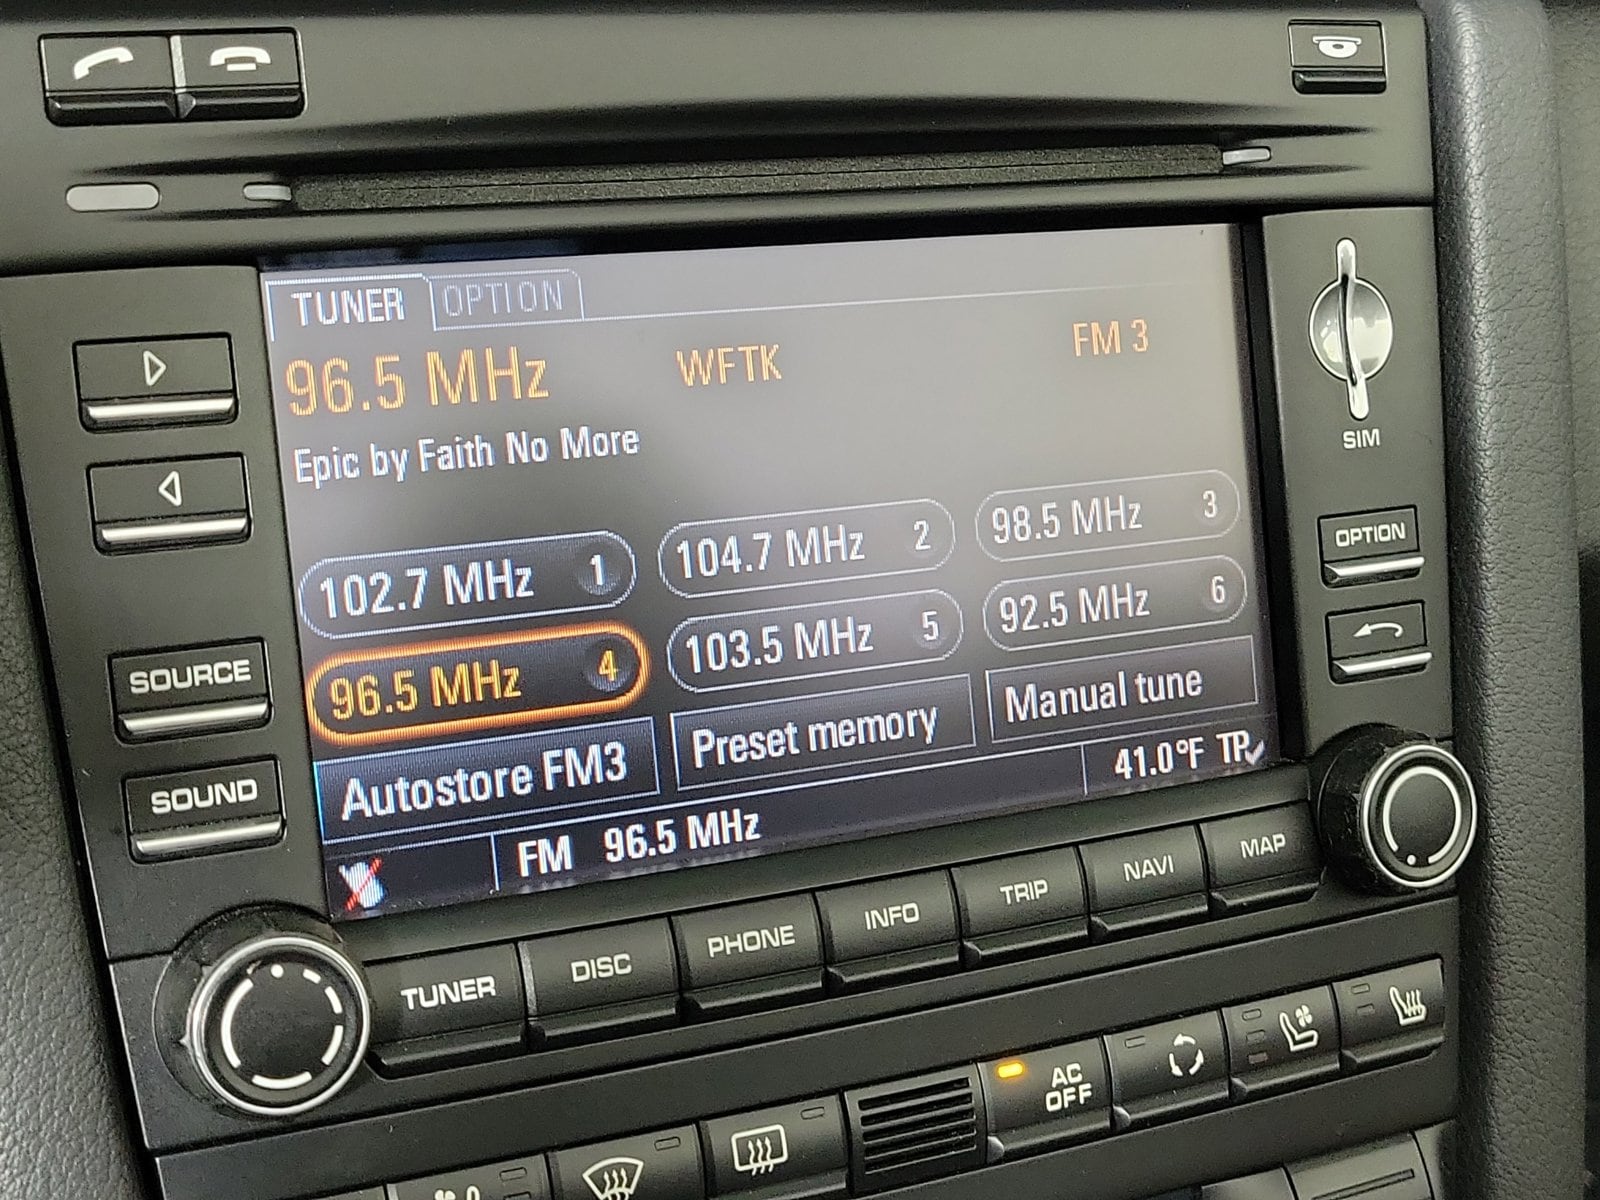 TUNER OPTION
96.5 MHz WFTK FM 3
Epic by Faith No More
102.7 MHz 1 104.7 MHz 2 98.5 MHz 3
96.5 MHz 4 103.5 MHz 5 92.5 MHz 6
Autostore FM3 Preset memory Manual tune
FM 96.5 MHz 41.0°F TP
SIM
OPTION
SOURCE
SOUND
TUNER DISC PHONE INFO TRIP NAVI MAP
AC
OFF
0